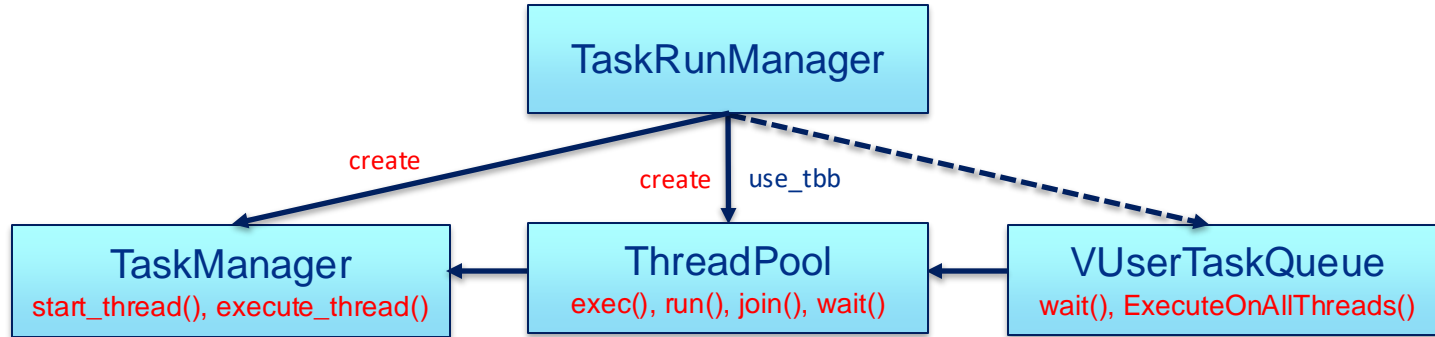 TaskRunManager
create
create
use_tbb
TaskManager
start_thread(), execute_thread()
ThreadPool
exec(), run(), join(), wait()
VUserTaskQueue
wait(), ExecuteOnAllThreads()